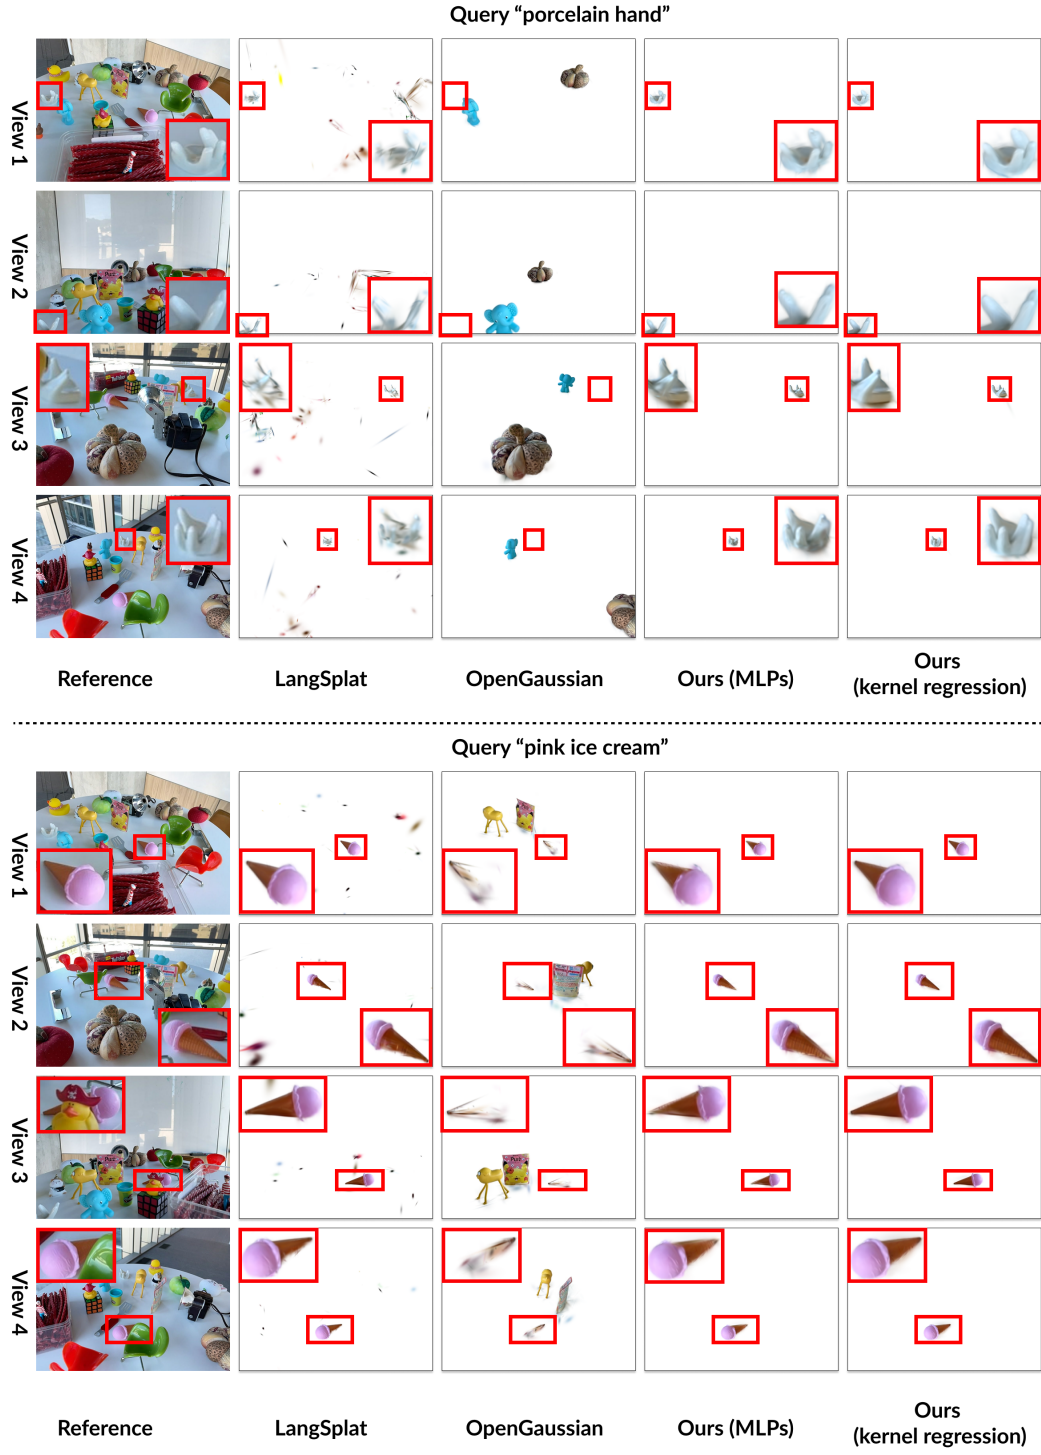 Query “porcelain hand”
View 1
View 2
View 3
View 4
Reference
LangSplat
OpenGaussian
Ours (MLPs)
Ours
(kernel regression)
Query “pink ice cream”
View 1
View 2
View 3
View 4
Reference
LangSplat
OpenGaussian
Ours (MLPs)
Ours
(kernel regression)